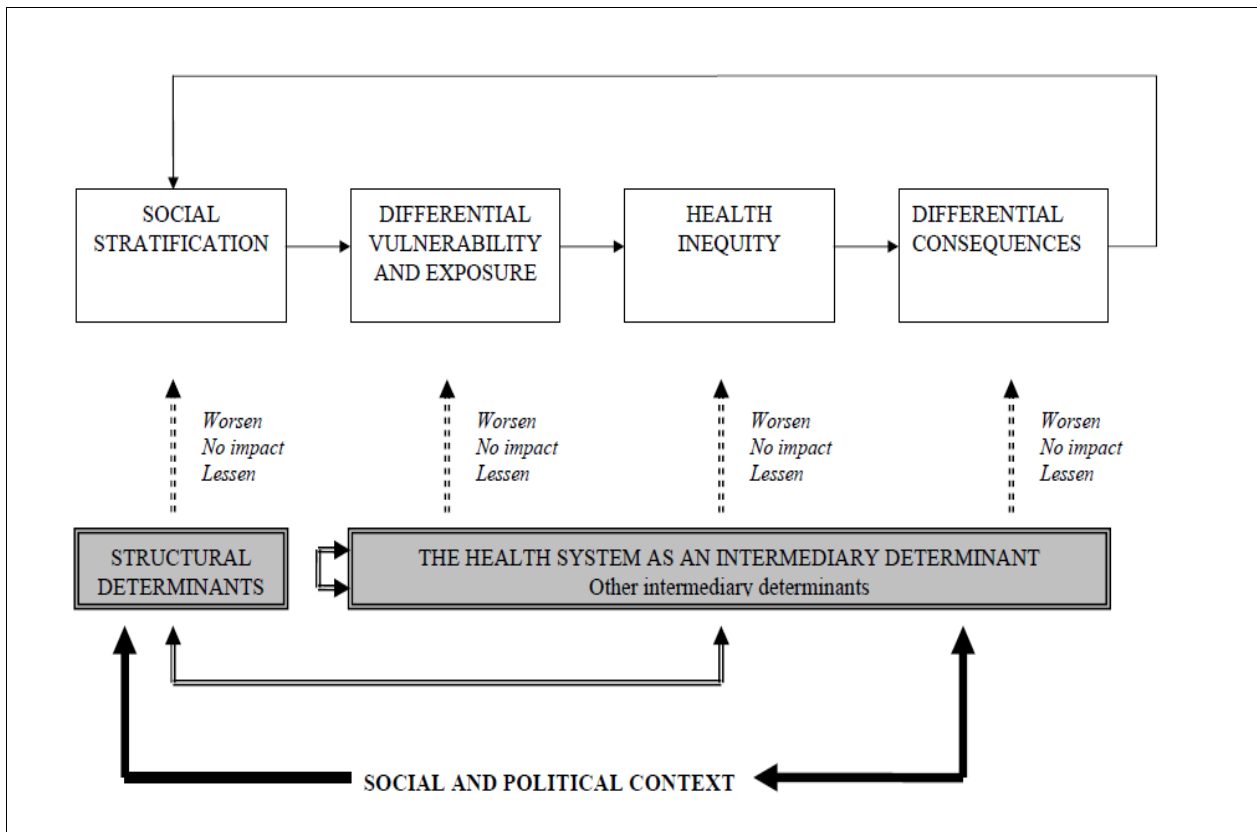 SOCIAL
STRATIFICATION
DIFFERENTIAL
VULNERABILITY
AND EXPOSURE
HEALTH
INEQUITY
DIFFERENTIAL
CONSEQUENCES
Worsen
No impact
Lessen
Worsen
No impact
Lessen
Worsen
No impact
Lessen
Worsen
No impact
Lessen
STRUCTURAL
DETERMINANTS
THE HEALTH SYSTEM AS AN INTERMEDIARY DETERMINANT
Other intermediary determinants
SOCIAL AND POLITICAL CONTEXT